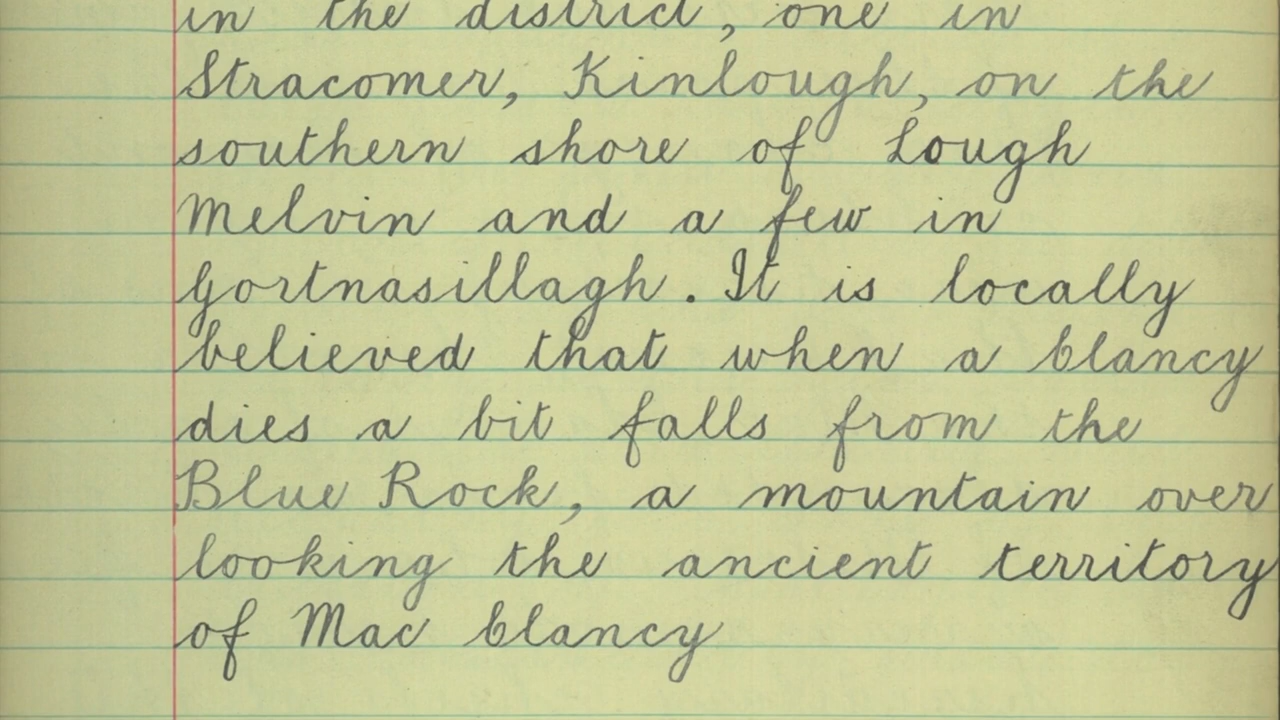 in the district, one in
Stracomer, Kinlough, on the
southern shore of Lough
Melvin and a few in
Gortnasillagh. It is locally
believed that when a Clancy
dies a bit falls from the
Blue Rock, a mountain over
looking the ancient territory
of Mac Clancy